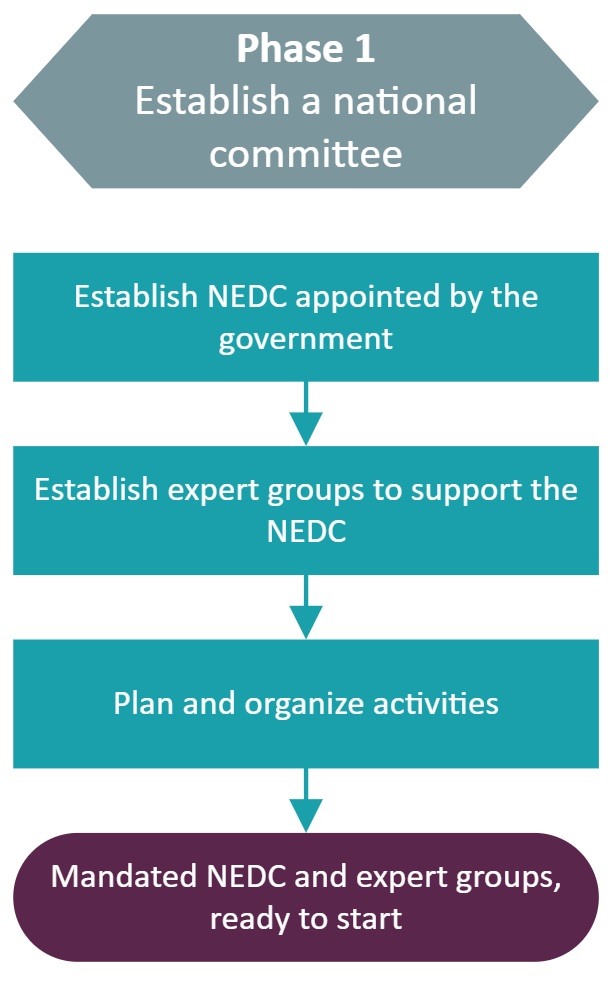 Phase 1
Establish a national
committee
Establish NEDC appointed by the
government
Establish expert groups to support the
NEDC
Plan and organize activities
Mandated NEDC and expert groups,
ready to start